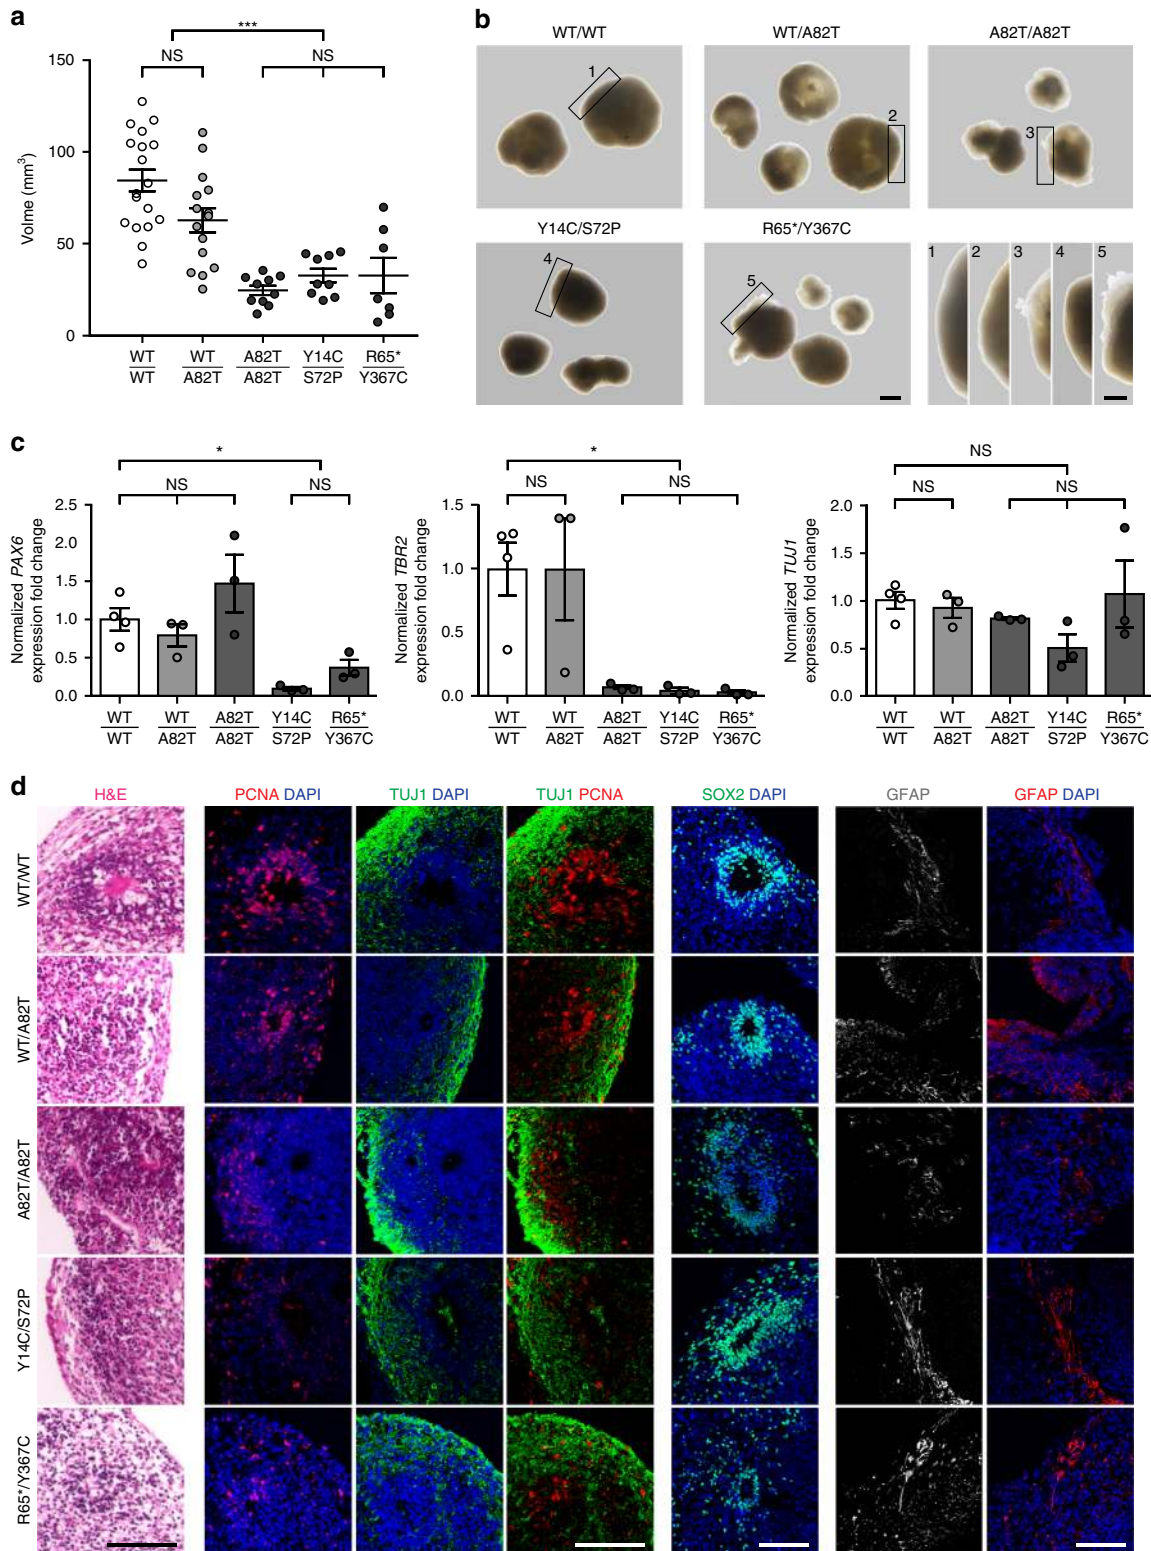 a
***
NS
NS
150
100
50
0
Volme (mm³)
WT WT A82T Y14C R65*
WT A82T A82T S72P Y367C
b
WT/WT
WT/A82T
A82T/A82T
1
2
3
Y14C/S72P
R65*/Y367C
4
5
1 2 3 4 5
c
*
NS
NS
2.5
2.0
1.5
1.0
0.5
0.0
Normalized PAX6
expression fold change
WT WT A82T Y14C R65*
WT A82T A82T S72P Y367C
*
NS
NS
1.5
1.0
0.5
0.0
Normalized TBR2
expression fold change
WT WT A82T Y14C R65*
WT A82T A82T S72P Y367C
NS
NS
NS
2.0
1.5
1.0
0.5
0.0
Normalized TUJ1
expression fold change
WT WT A82T Y14C R65*
WT A82T A82T S72P Y367C
d
H&E
PCNA DAPI
TUJ1 DAPI
TUJ1 PCNA
SOX2 DAPI
GFAP
GFAP DAPI
WT/WT
WT/A82T
A82T/A82T
Y14C/S72P
R65*/Y367C